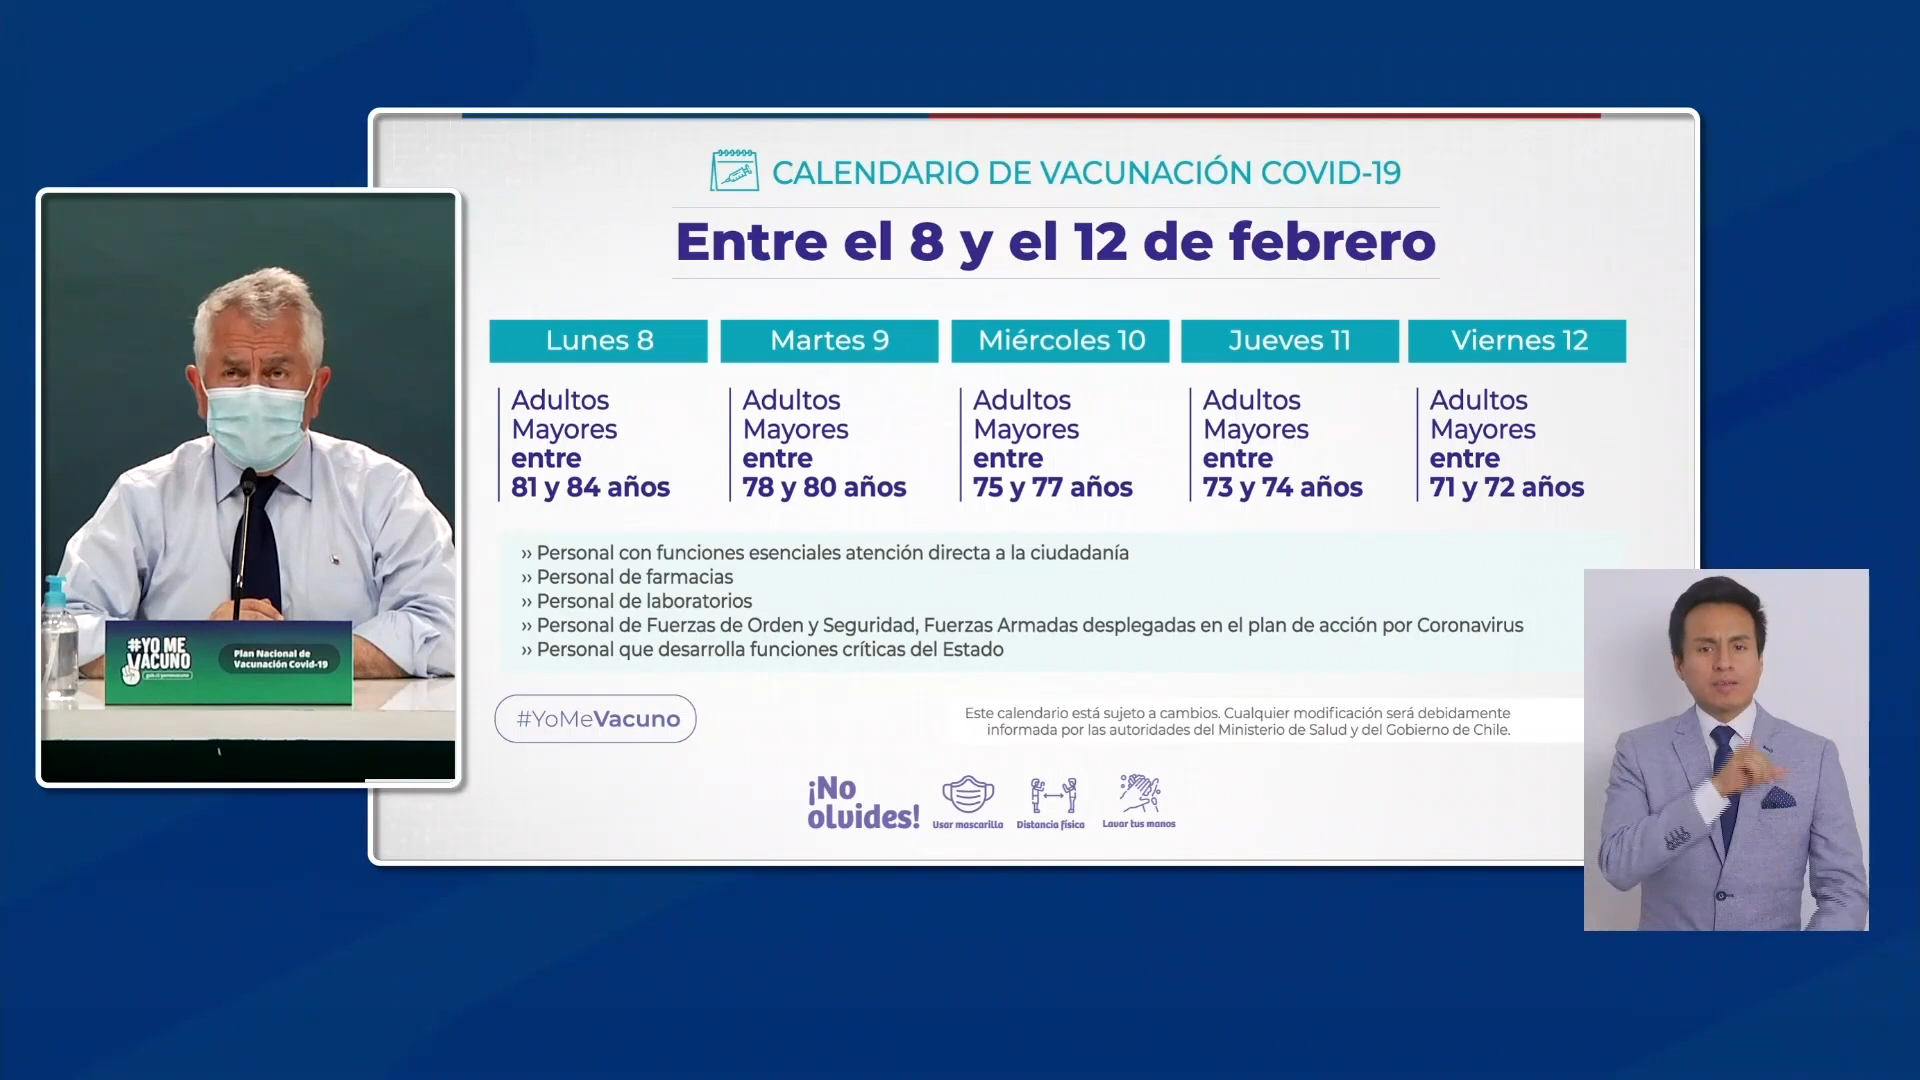 CALENDARIO DE VACUNACIÓN COVID-19
Entre el 8 y el 12 de febrero
Lunes 8
Adultos
Mayores
entre
81 y 84 años
Martes 9
Adultos
Mayores
entre
78 y 80 años
Miércoles 10
Adultos
Mayores
entre
75 y 77 años
Jueves 11
Adultos
Mayores
entre
73 y 74 años
Viernes 12
Adultos
Mayores
entre
71 y 72 años
›› Personal con funciones esenciales atención directa a la ciudadanía
›› Personal de farmacias
›› Personal de laboratorios
›› Personal de Fuerzas de Orden y Seguridad, Fuerzas Armadas desplegadas en el plan de acción por Coronavirus
›› Personal que desarrolla funciones críticas del Estado
#YoMeVacuno
Este calendario está sujeto a cambios. Cualquier modificación será debidamente
informada por las autoridades del Ministerio de Salud y del Gobierno de Chile.
¡No
olvides!
Usar mascarilla
Distancia física
Lavar tus manos
#YO ME
VACUNO
Plan Nacional de
Vacunación Covid-19